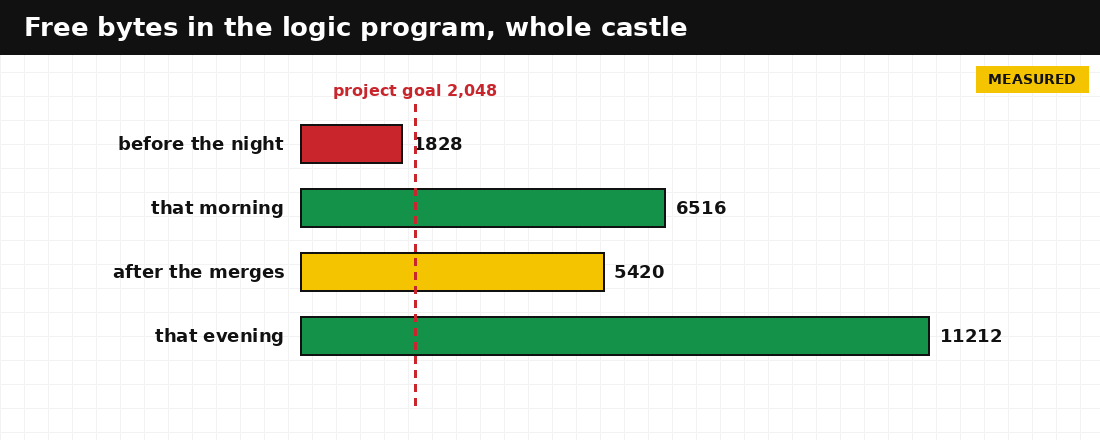 Free bytes in the logic program, whole castle
MEASURED
project goal 2,048
before the night 1828
that morning 6516
after the merges 5420
that evening 11212